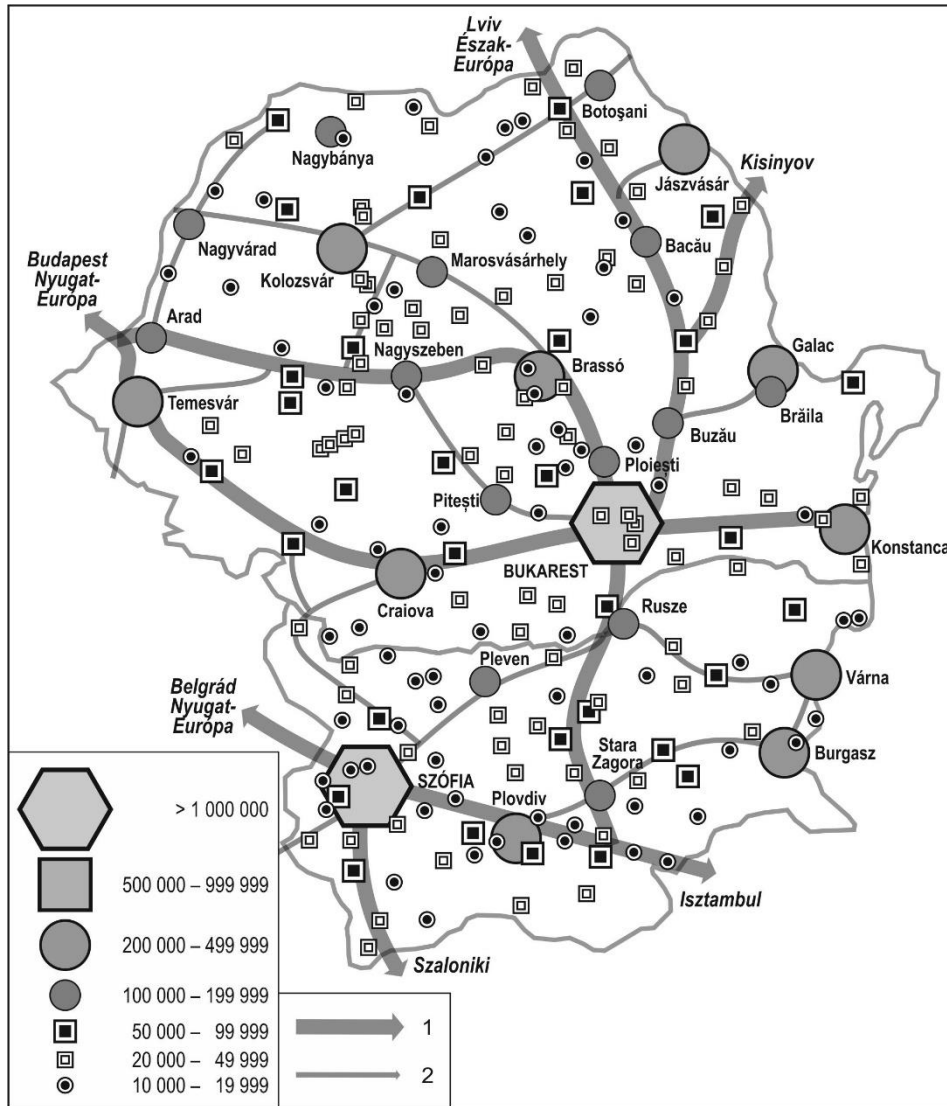 Lviv
Észak-
Európa
Botoşani
Nagybánya
Jászvásár
Kisinyov
Nagyvárad
Bacău
Budapest
Nyugat-
Európa
Kolozsvár
Marosvásárhely
Arad
Nagyszeben
Brassó
Galac
Temesvár
Brăila
Buzău
Ploieşti
Piteşti
Konstanca
BUKAREST
Craiova
Rusze
Pleven
Várna
Belgrád
Nyugat-
Európa
Stara
Zagora
Burgasz
SZÓFIA
Plovdiv
Isztambul
Szaloniki
> 1 000 000
500 000 – 999 999
200 000 – 499 999
100 000 – 199 999
50 000 – 99 999
20 000 – 49 999
10 000 – 19 999
1
2